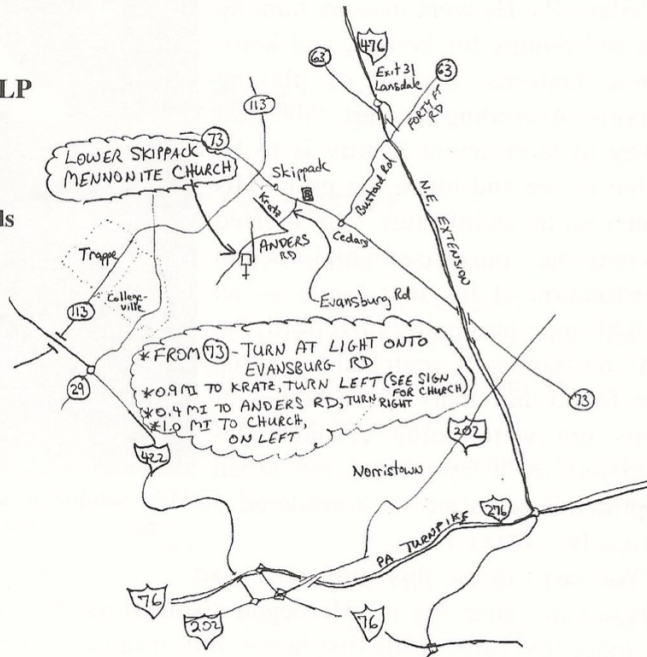 LP
ds
476
63
Exit 31
Lansdale
63
FORTY FT
RD
113
73
LOWER SKIPPACK
MENNONITE CHURCH
Skippack
Kratz
Bustard Rd
N.E. EXTENSION
ANDERS
RD
Cedars
Trappe
Evansburg Rd
College-
ville
113
* FROM 73 - TURN AT LIGHT ONTO
EVANSBURG RD
* 0.9 MI TO KRATZ, TURN LEFT (SEE SIGN
FOR CHURCH)
* 0.4 MI TO ANDERS RD, TURN RIGHT
* 1.0 MI TO CHURCH,
ON LEFT
29
73
202
422
Norristown
276
PA TURNPIKE
76
202
76